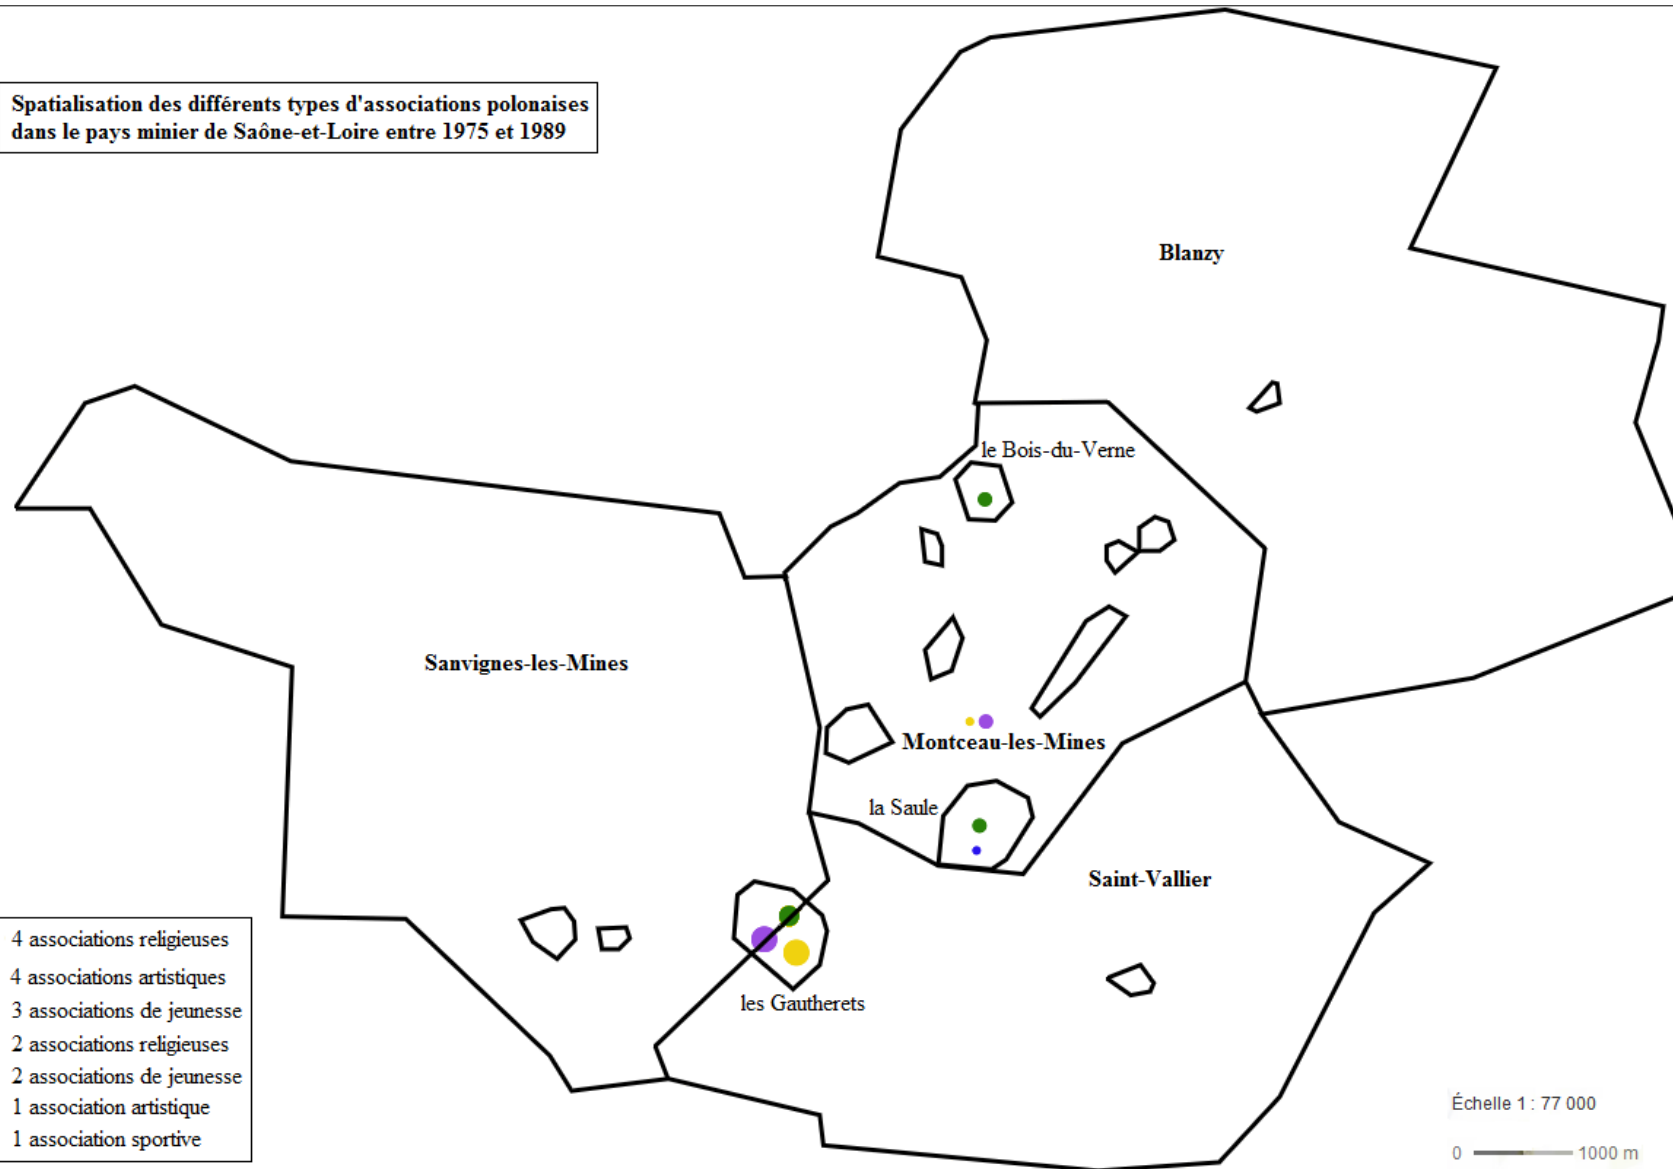 Spatialisation des différents types d'associations polonaises
dans le pays minier de Saône-et-Loire entre 1975 et 1989
Blanzy
le Bois-du-Verne
Sanvignes-les-Mines
Montceau-les-Mines
la Saule
Saint-Vallier
les Gautherets
4 associations religieuses
4 associations artistiques
3 associations de jeunesse
2 associations religieuses
2 associations de jeunesse
1 association artistique
1 association sportive
Échelle 1 : 77 000
0 1000 m